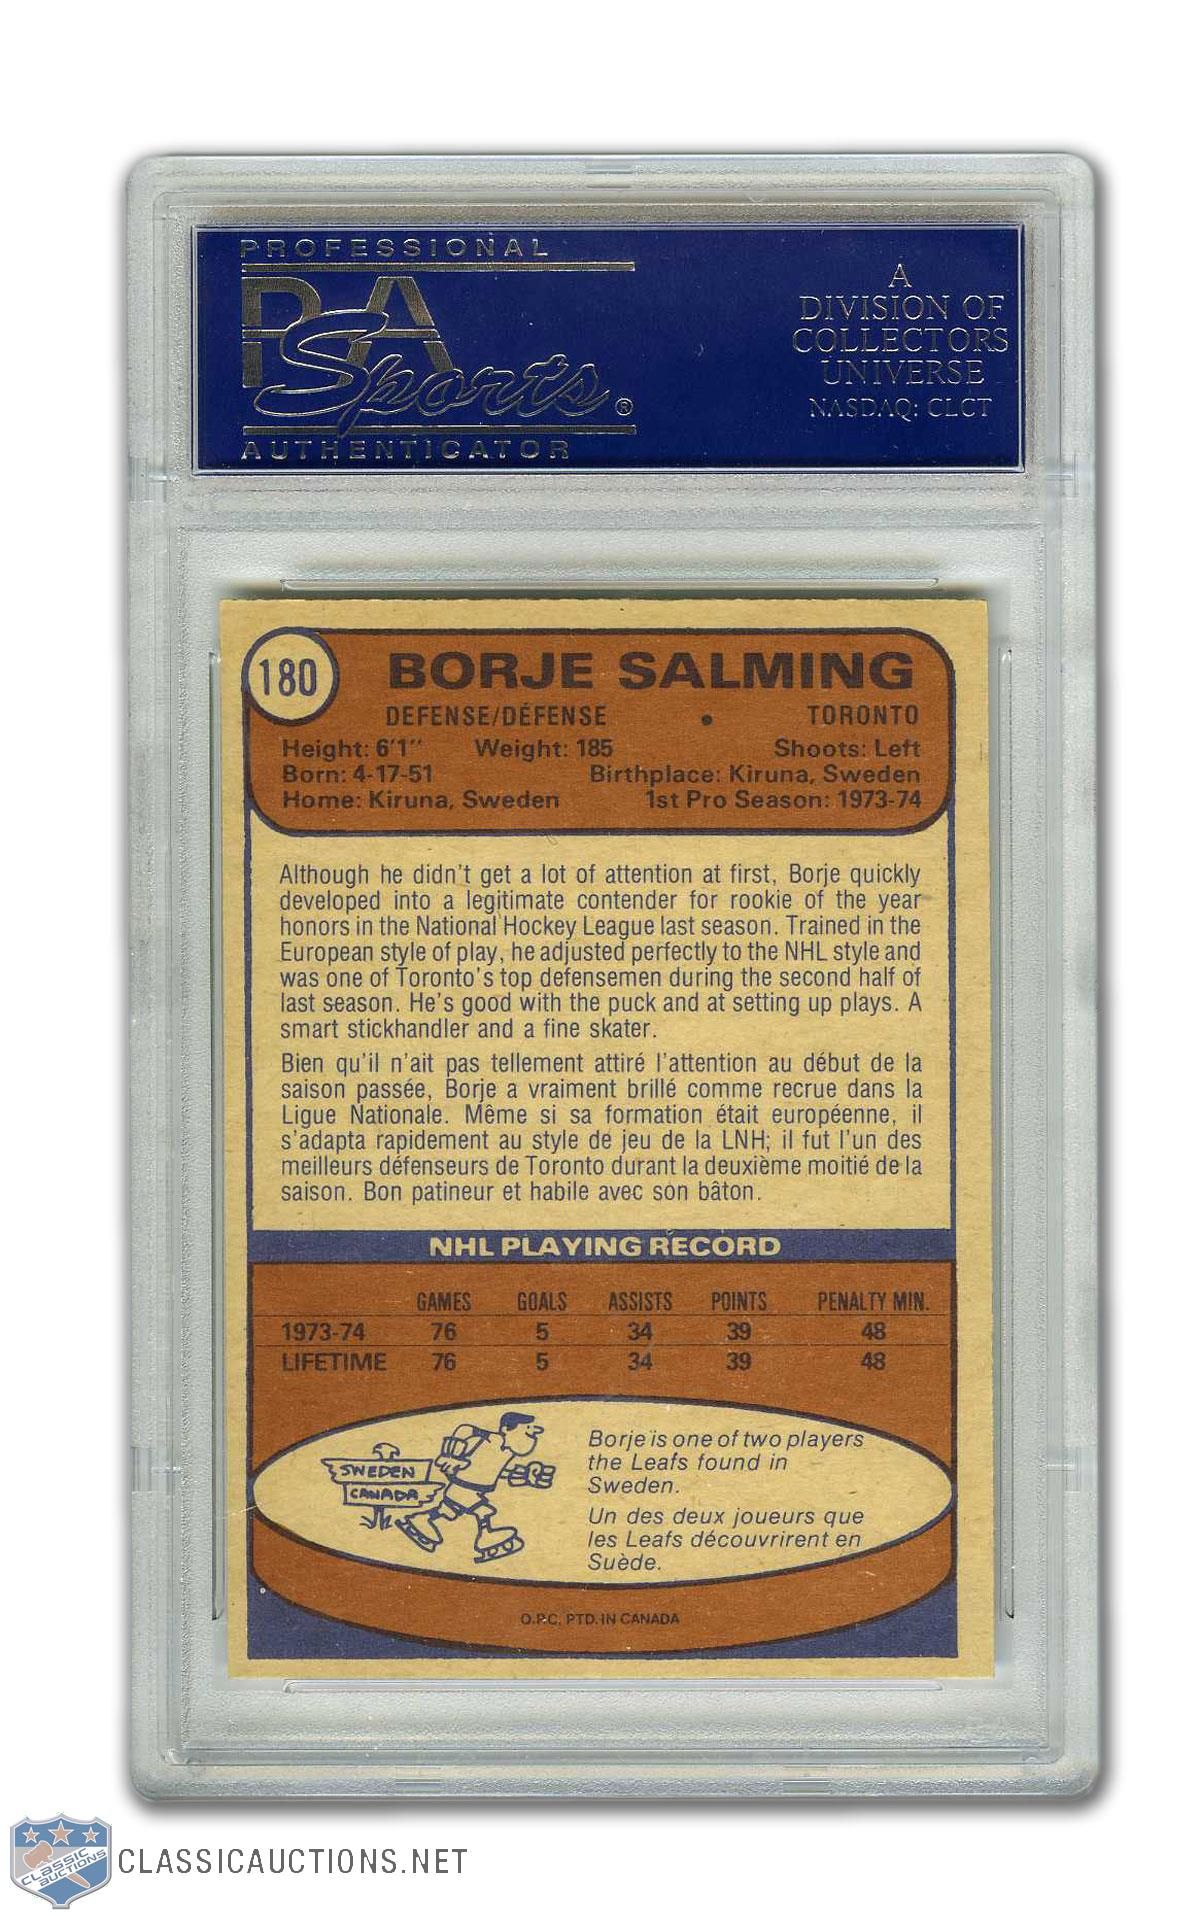 PROFESSIONAL
PSA
Sports®
AUTHENTICATOR
A
DIVISION OF
COLLECTORS
UNIVERSE
NASDAQ: CLCT
180
BORJE SALMING
DEFENSE/DÉFENSE • TORONTO
Height: 6'1" Weight: 185 Shoots: Left
Born: 4-17-51 Birthplace: Kiruna, Sweden
Home: Kiruna, Sweden 1st Pro Season: 1973-74
Although he didn't get a lot of attention at first, Borje quickly
developed into a legitimate contender for rookie of the year
honors in the National Hockey League last season. Trained in the
European style of play, he adjusted perfectly to the NHL style and
was one of Toronto's top defensemen during the second half of
last season. He's good with the puck and at setting up plays. A
smart stickhandler and a fine skater.
Bien qu'il n'ait pas tellement attiré l'attention au début de la
saison passée, Borje a vraiment brillé comme recrue dans la
Ligue Nationale. Même si sa formation était européenne, il
s'adapta rapidement au style de jeu de la LNH; il fut l'un des
meilleurs défenseurs de Toronto durant la deuxième moitié de la
saison. Bon patineur et habile avec son bâton.
NHL PLAYING RECORD
GAMES GOALS ASSISTS POINTS PENALTY MIN.
1973-74 76 5 34 39 48
LIFETIME 76 5 34 39 48
SWEDEN
CANADA
Borje is one of two players
the Leafs found in
Sweden.
Un des deux joueurs que
les Leafs découvrirent en
Suède.
O.P.C. PTD. IN CANADA
CLASSIC
AUCTIONS
CLASSICAUCTIONS.NET